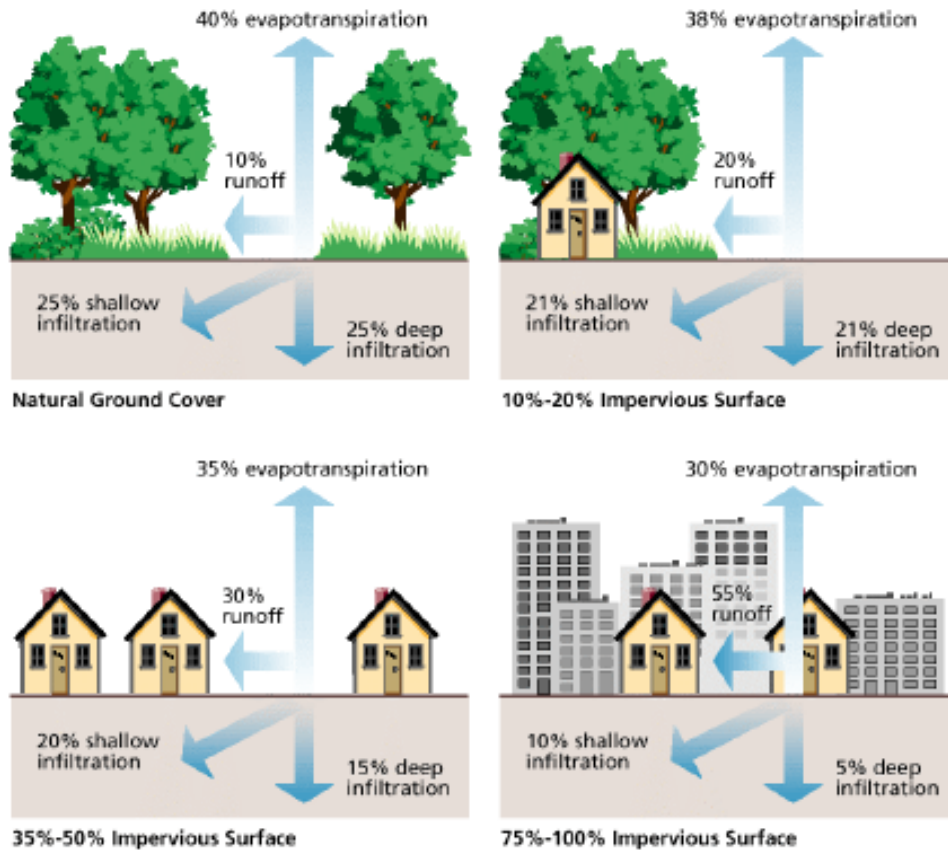 40% evapotranspiration
10%
runoff
25% shallow
infiltration
25% deep
infiltration
Natural Ground Cover
38% evapotranspiration
20%
runoff
21% shallow
infiltration
21% deep
infiltration
10%-20% Impervious Surface
35% evapotranspiration
30%
runoff
20% shallow
infiltration
15% deep
infiltration
35%-50% Impervious Surface
30% evapotranspiration
55%
runoff
10% shallow
infiltration
5% deep
infiltration
75%-100% Impervious Surface